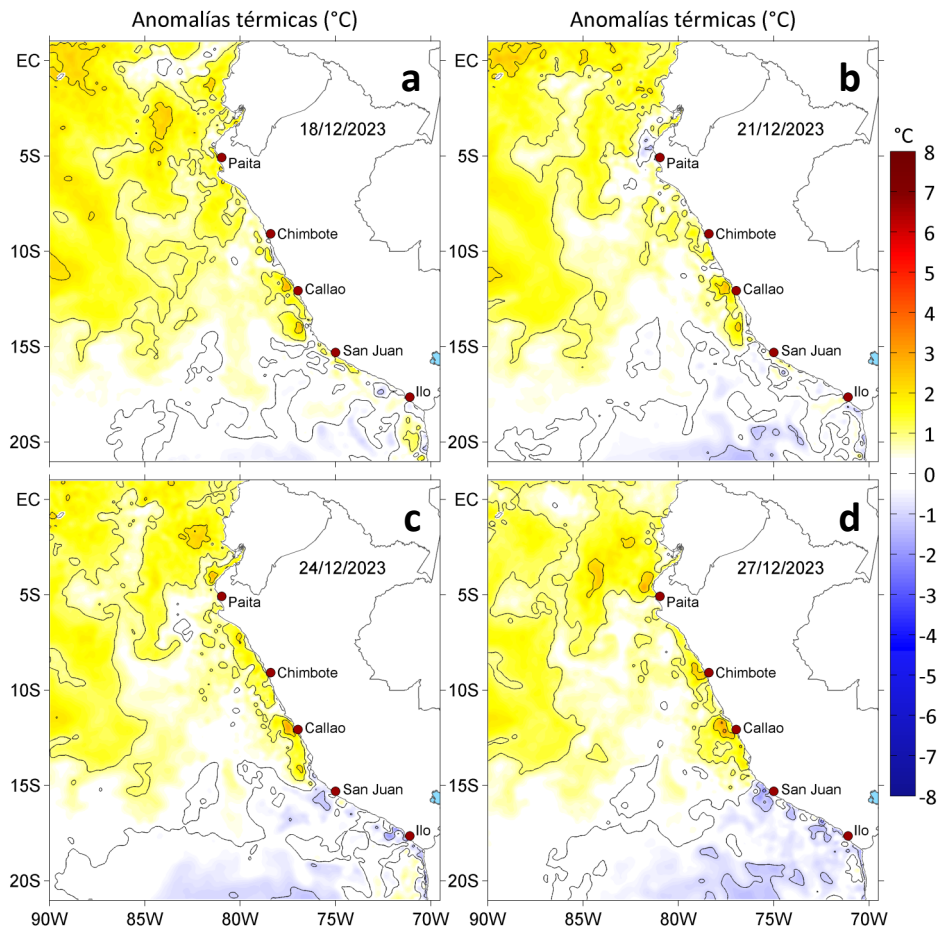 Anomalías térmicas (°C)
Anomalías térmicas (°C)
EC
5S
10S
15S
20S
a
18/12/2023
Paita
Chimbote
Callao
San Juan
Ilo
EC
5S
10S
15S
20S
b
21/12/2023
Paita
Chimbote
Callao
San Juan
Ilo
EC
5S
10S
15S
20S
90W
85W
80W
75W
70W
c
24/12/2023
Paita
Chimbote
Callao
San Juan
Ilo
EC
5S
10S
15S
20S
90W
85W
80W
75W
70W
d
27/12/2023
Paita
Chimbote
Callao
San Juan
Ilo
°C
8
7
6
5
4
3
2
1
0
-1
-2
-3
-4
-5
-6
-7
-8